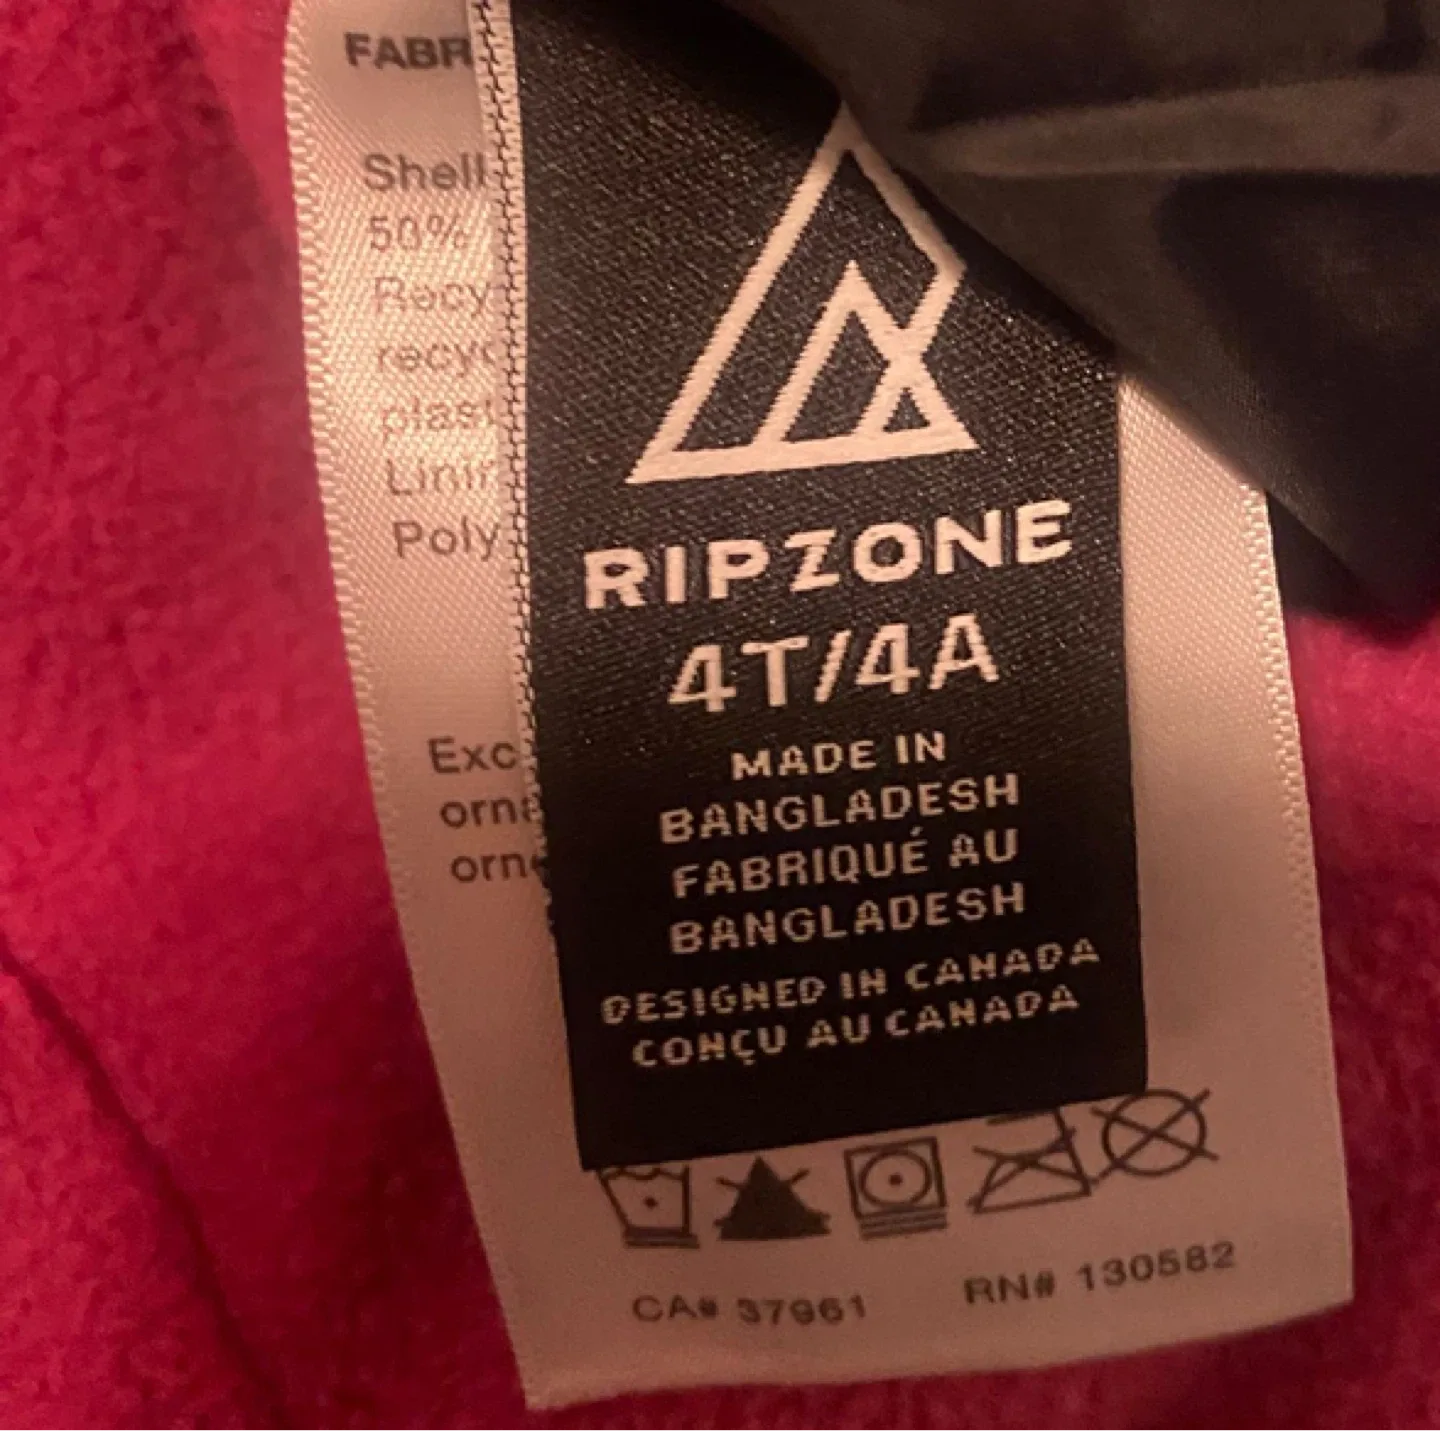 FABR
Shell
50%
Recy
recyc
plast
Linin
Poly
Exc
orna
orne
RIPZONE
4T/4A
MADE IN
BANGLADESH
FABRIQUÉ AU
BANGLADESH
DESIGNED IN CANADA
CONÇU AU CANADA
CA# 37961 RN# 130582